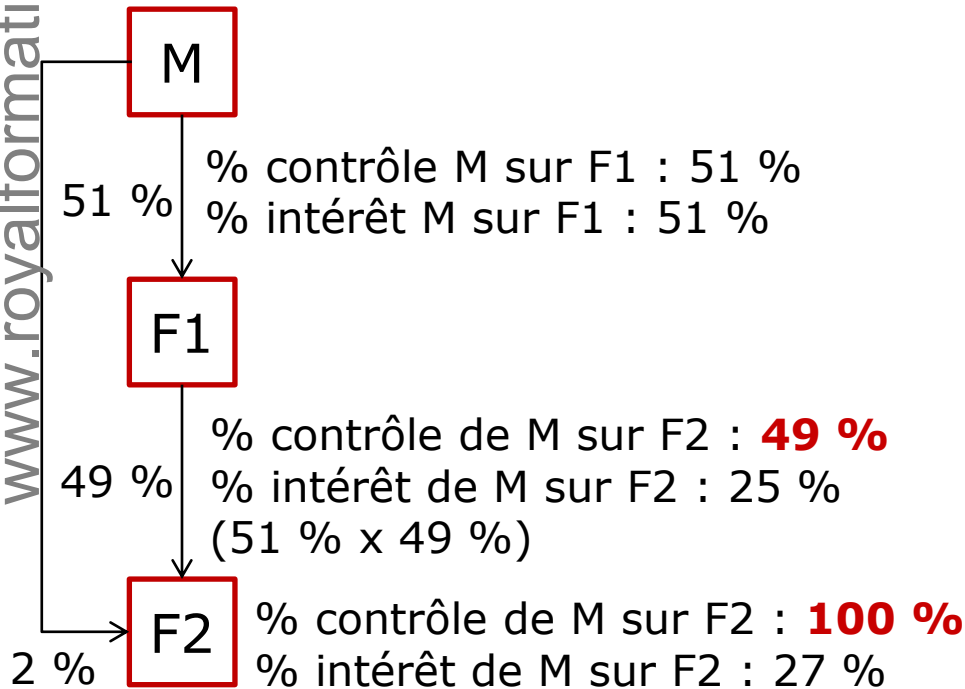 www.royalformati
M
51 %
% contrôle M sur F1 : 51 %
% intérêt M sur F1 : 51 %
F1
49 %
% contrôle de M sur F2 : 49 %
% intérêt de M sur F2 : 25 %
(51 % x 49 %)
F2
2 %
% contrôle de M sur F2 : 100 %
% intérêt de M sur F2 : 27 %